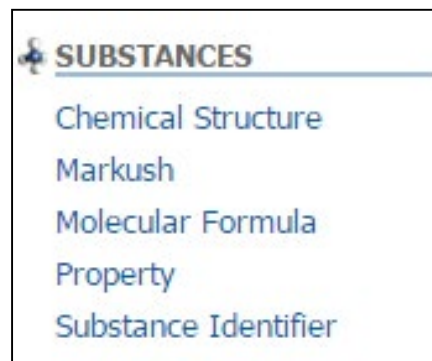 SUBSTANCES
Chemical Structure
Markush
Molecular Formula
Property
Substance Identifier